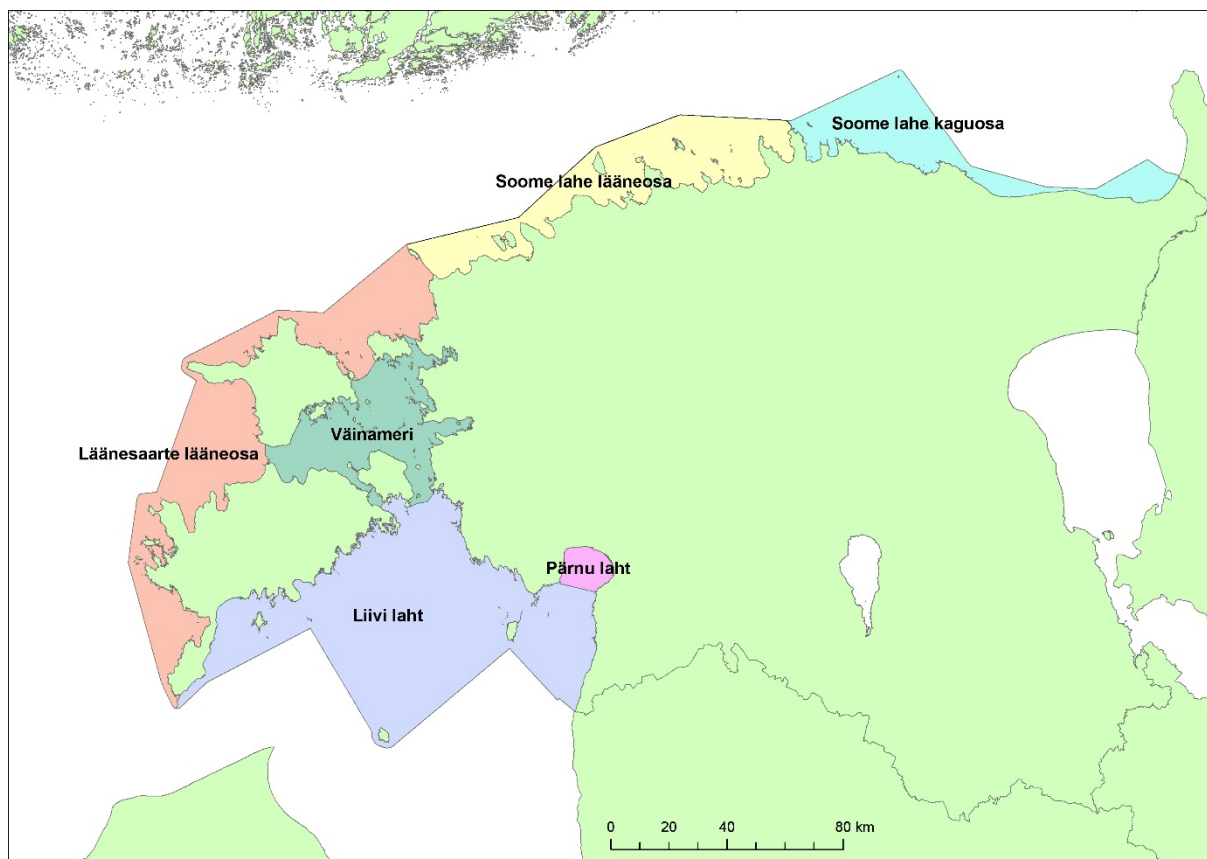 Soome lahe kaguosa
Soome lahe lääneosa
Väinameri
Läänesaarte lääneosa
Pärnu laht
Liivi laht
0 20 40 80 km